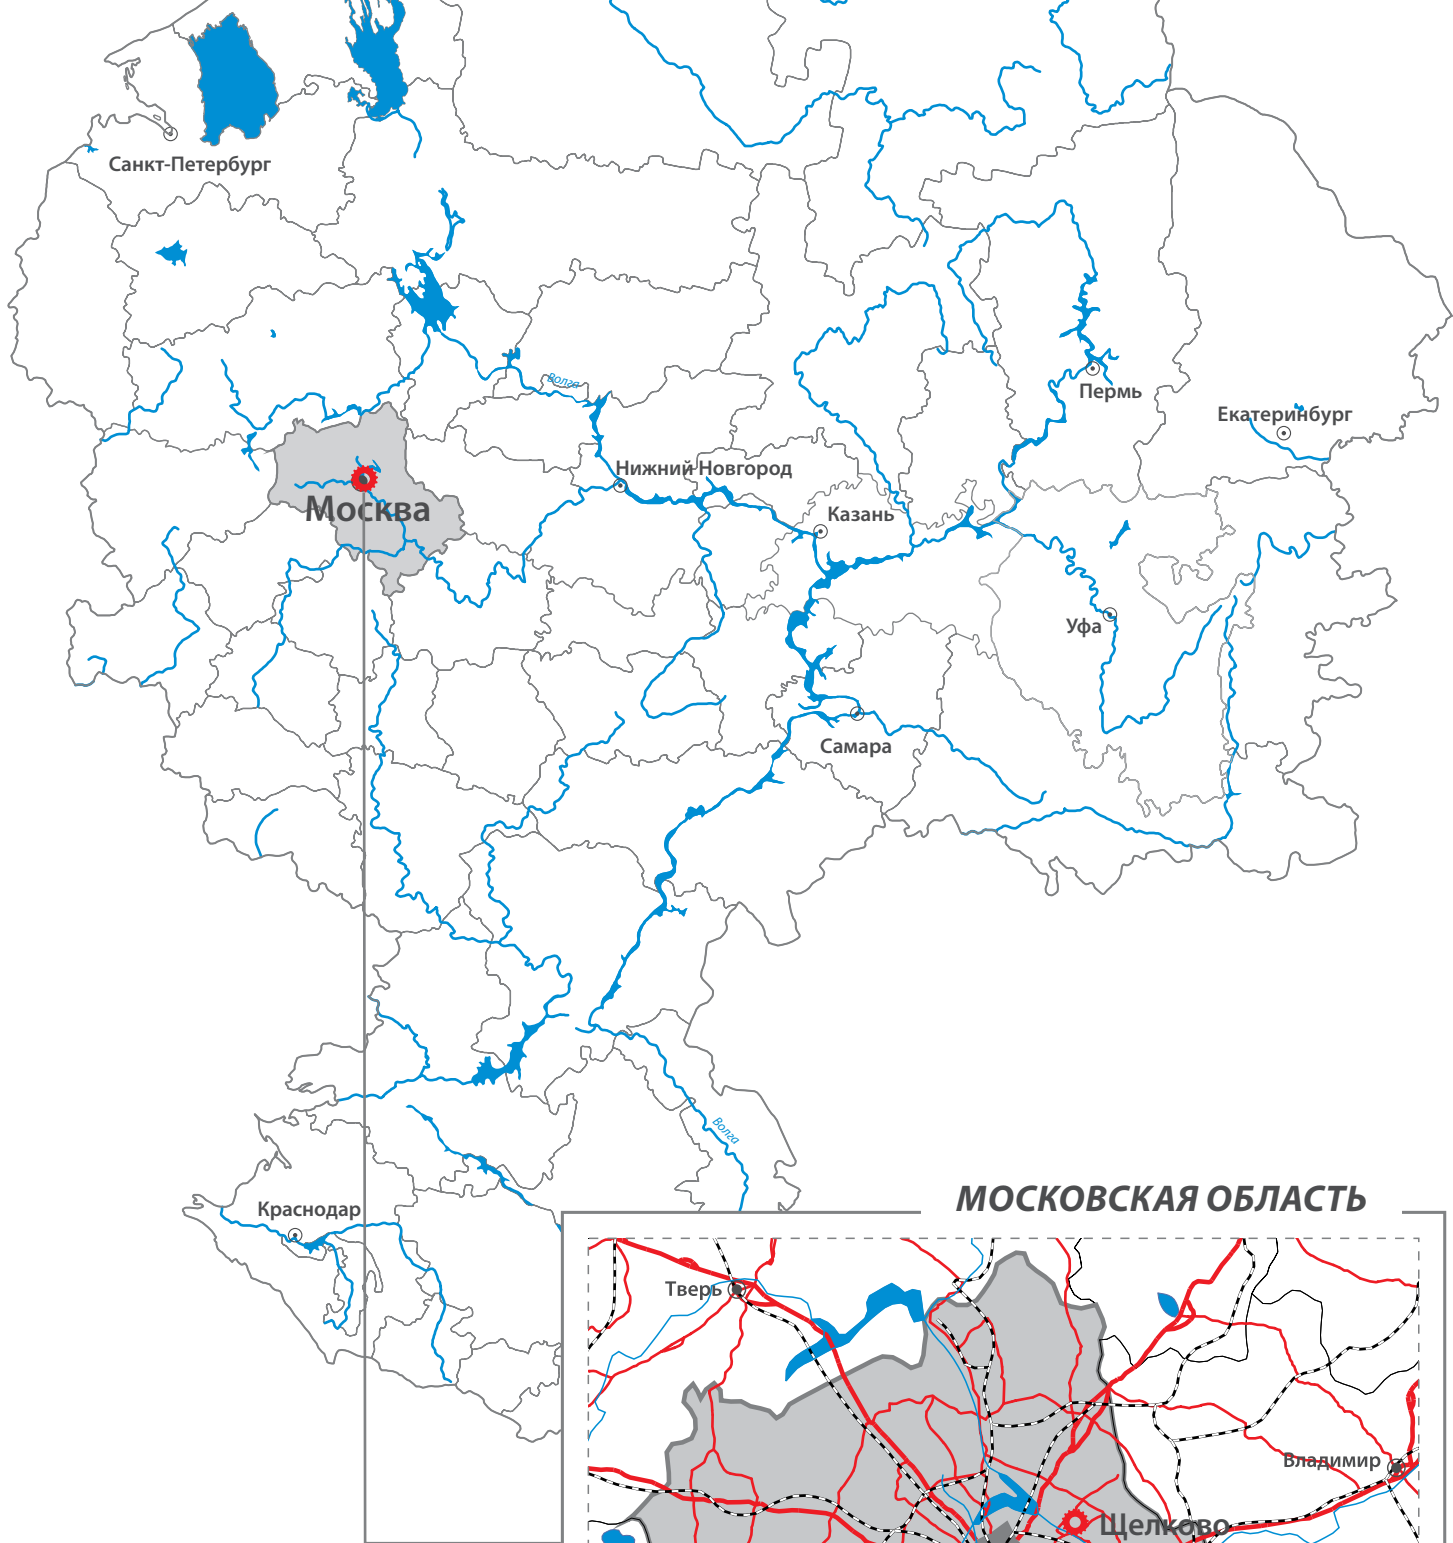 Санкт-Петербург
Волга
Пермь
Екатеринбург
Нижний Новгород
Москва
Казань
Уфа
Самара
Волга
МОСКОВСКАЯ ОБЛАСТЬ
Краснодар
Тверь
Владимир
Щелково